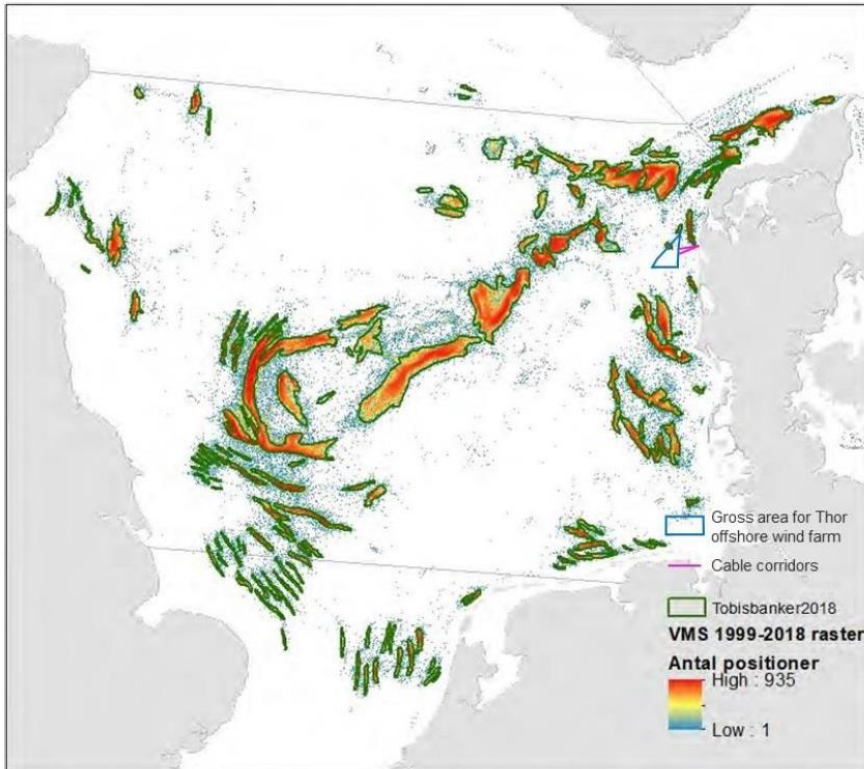 Gross area for Thor
offshore wind farm
Cable corridors
Tobisbanker2018
VMS 1999-2018 raster
Antal positioner
High : 935
Low : 1